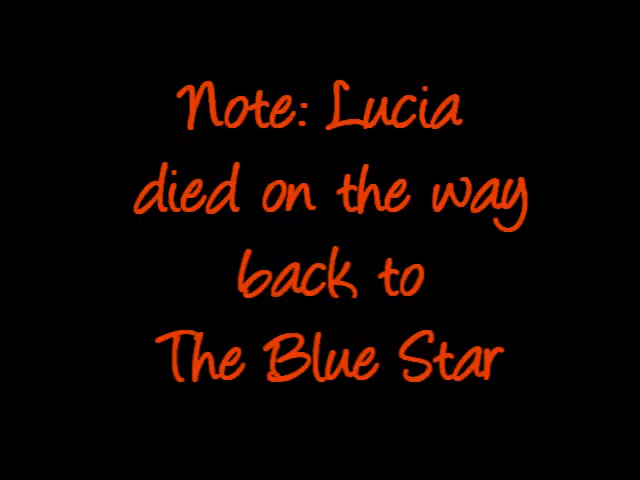 Note: Lucia
died on the way
back to
The Blue Star